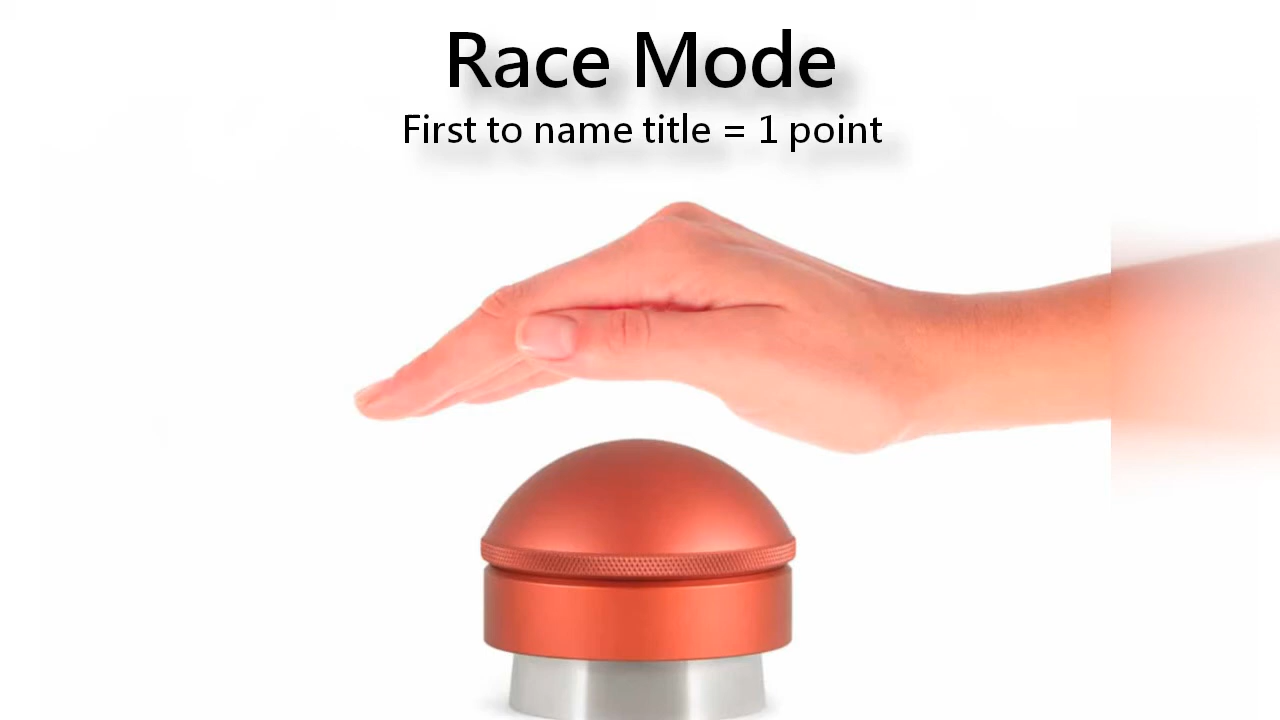 Race Mode
First to name title = 1 point